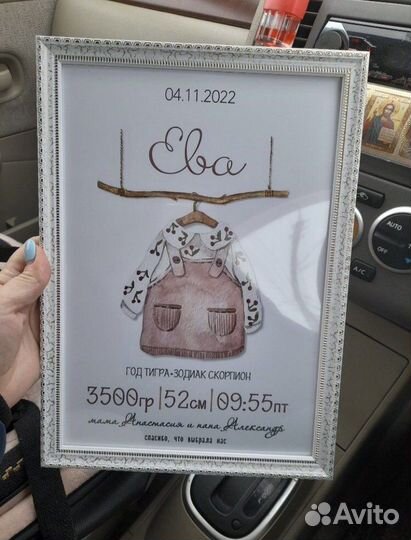 04.11.2022
Ева
ГОД ТИГРА•ЗОДИАК СКОРПИОН
3500гр|52см|09:55пт
мама Анастасия и папа Александр
спасибо, что выбрала нас
A/C
AUTO
Avito